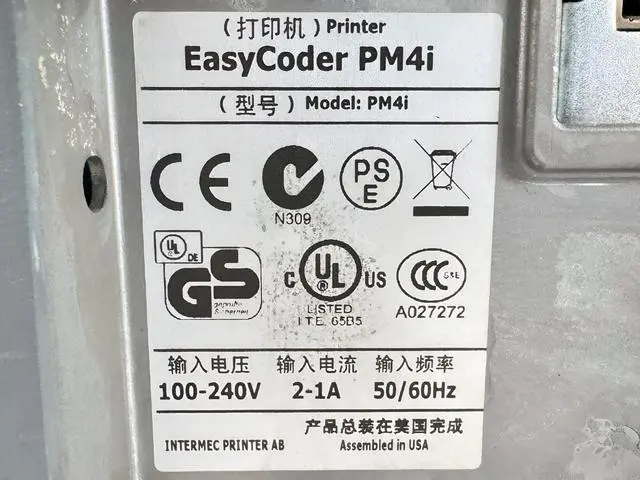 （打印机）Printer
EasyCoder PM4i
（型号）Model: PM4i
CE
N309
PS
E
UL
DE
GS
geprüfte
Sicherheit
C UL US
LISTED
I.T.E. 65B5
CCC S&E
A027272
输入电压 输入电流 输入频率
100-240V 2-1A 50/60Hz
产品总装在美国完成
INTERMEC PRINTER AB Assembled in USA